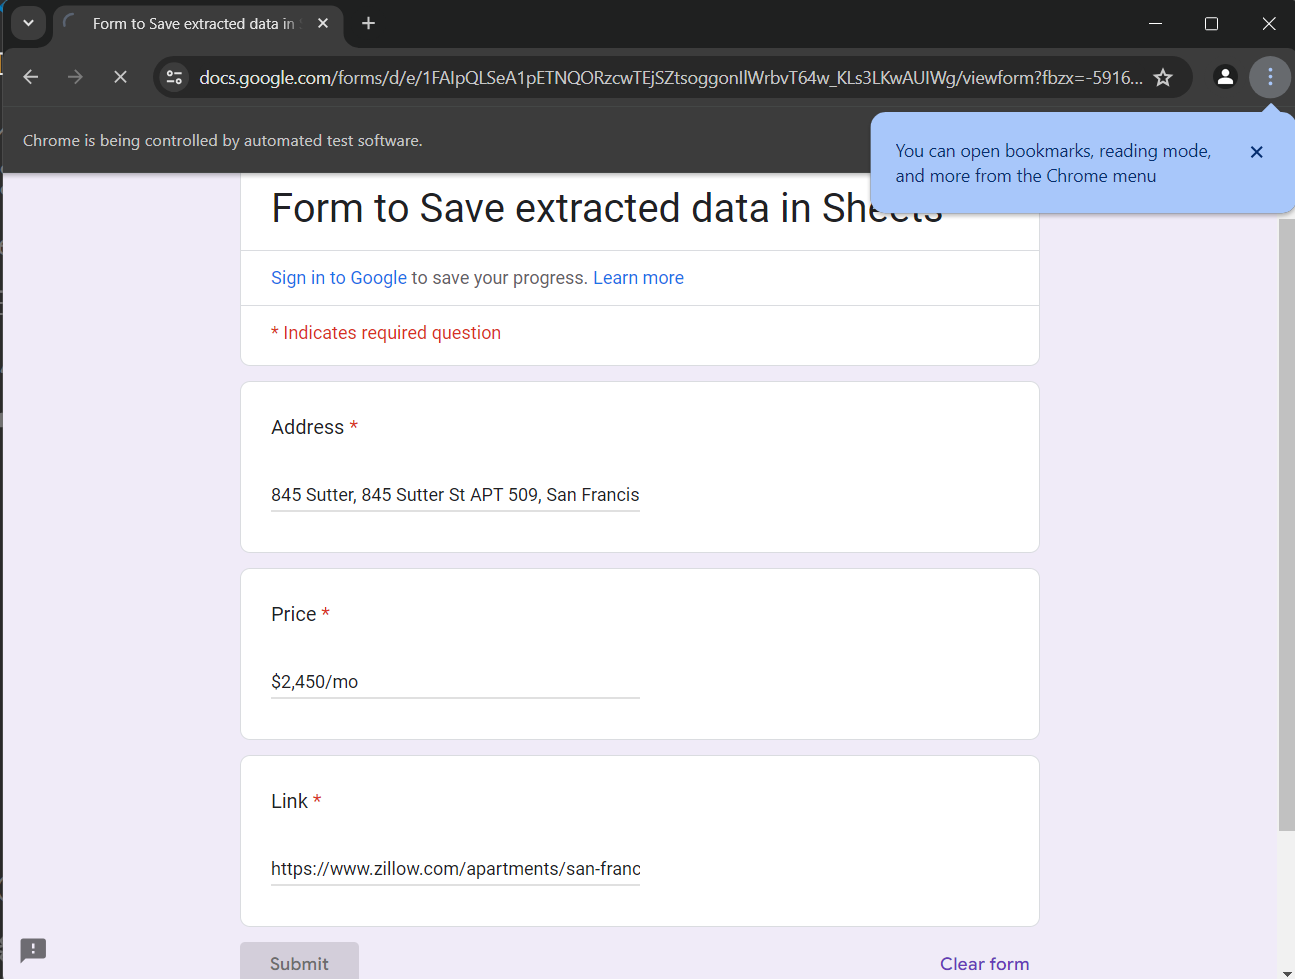 Form to Save extracted data in
docs.google.com/forms/d/e/1FAIpQLSeA1pETNQORzcwTEjSZtsoggonIlWrbvT64w_KLs3LKwAUIWg/viewform?fbzx=-5916...
Chrome is being controlled by automated test software.
You can open bookmarks, reading mode,
and more from the Chrome menu
Form to Save extracted data in Sheets
Sign in to Google to save your progress. Learn more
* Indicates required question
Address *
845 Sutter, 845 Sutter St APT 509, San Francis
Price *
$2,450/mo
Link *
https://www.zillow.com/apartments/san-franc
Submit
Clear form